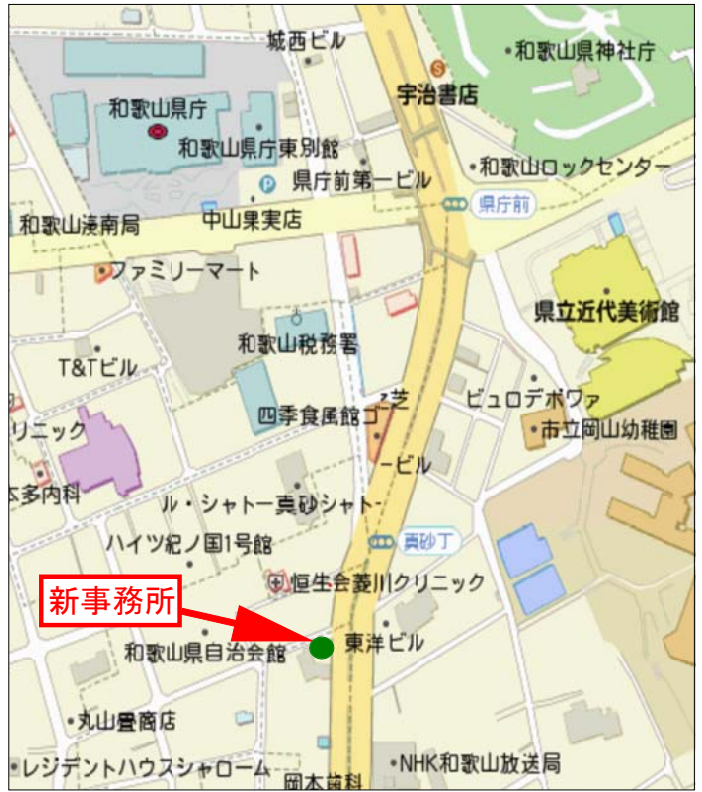 城西ビル
和歌山県神社庁
S
宇治書店
和歌山県庁
和歌山県庁東別館
県庁前第一ビル
和歌山ロックセンター
P
県庁前
中山果実店
和歌山湊南局
ファミリーマート
県立近代美術館
和歌山税務署
T&Tビル
ビュロデボワァ
四季食風館ゴ
芝
市立岡山幼稚園
リニック
ービル
本多内科
ル・シャトー真砂シャトー
ハイツ紀ノ国1号館
真砂丁
恒生会菱川クリニック
新事務所
和歌山県自治会館
東洋ビル
丸山畳商店
レジデントハウスシャローム
NHK和歌山放送局
岡本歯科